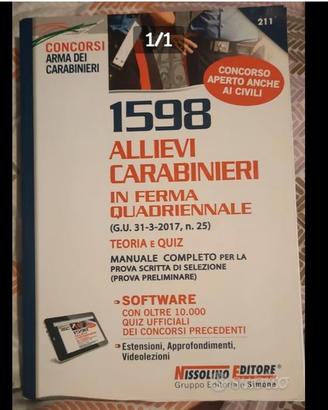 CONCORSI
ARMA DEI
CARABINIERI
1/1
211
CONCORSO
APERTO ANCHE
AI CIVILI
1598
ALLIEVI
CARABINIERI
IN FERMA
QUADRIENNALE
(G.U. 31-3-2017, n. 25)
TEORIA E QUIZ
MANUALE COMPLETO PER LA
PROVA SCRITTA DI SELEZIONE
(PROVA PRELIMINARE)
• SOFTWARE
CON OLTRE 10.000
QUIZ UFFICIALI
DEI CONCORSI PRECEDENTI
• Estensioni, Approfondimenti,
Videolezioni
NISSOLINO EDITORE
Gruppo Editoriale Simone